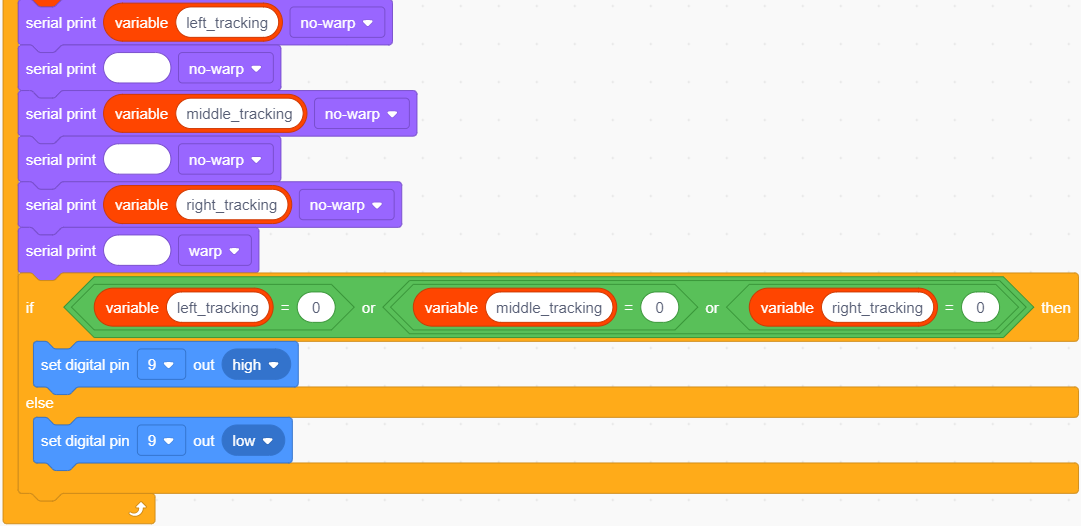 serial print variable left_tracking no-warp
serial print no-warp
serial print variable middle_tracking no-warp
serial print no-warp
serial print variable right_tracking no-warp
serial print warp
if variable left_tracking = 0 or variable middle_tracking = 0 or variable right_tracking = 0 then
set digital pin 9 out high
else
set digital pin 9 out low